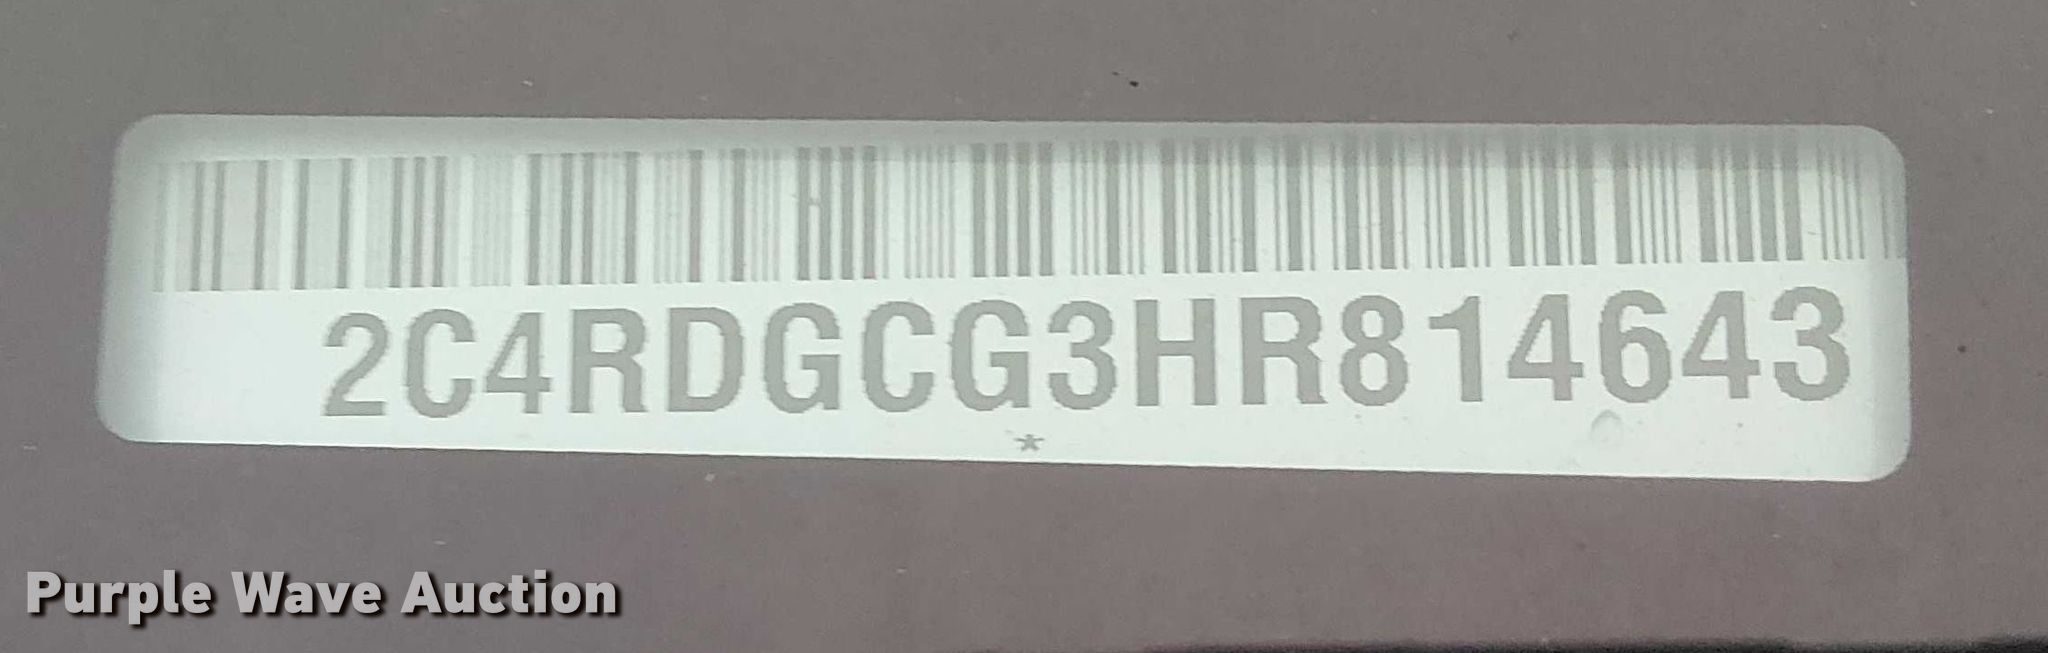 2C4RDGCG3HR814643
*
Purple Wave Auction